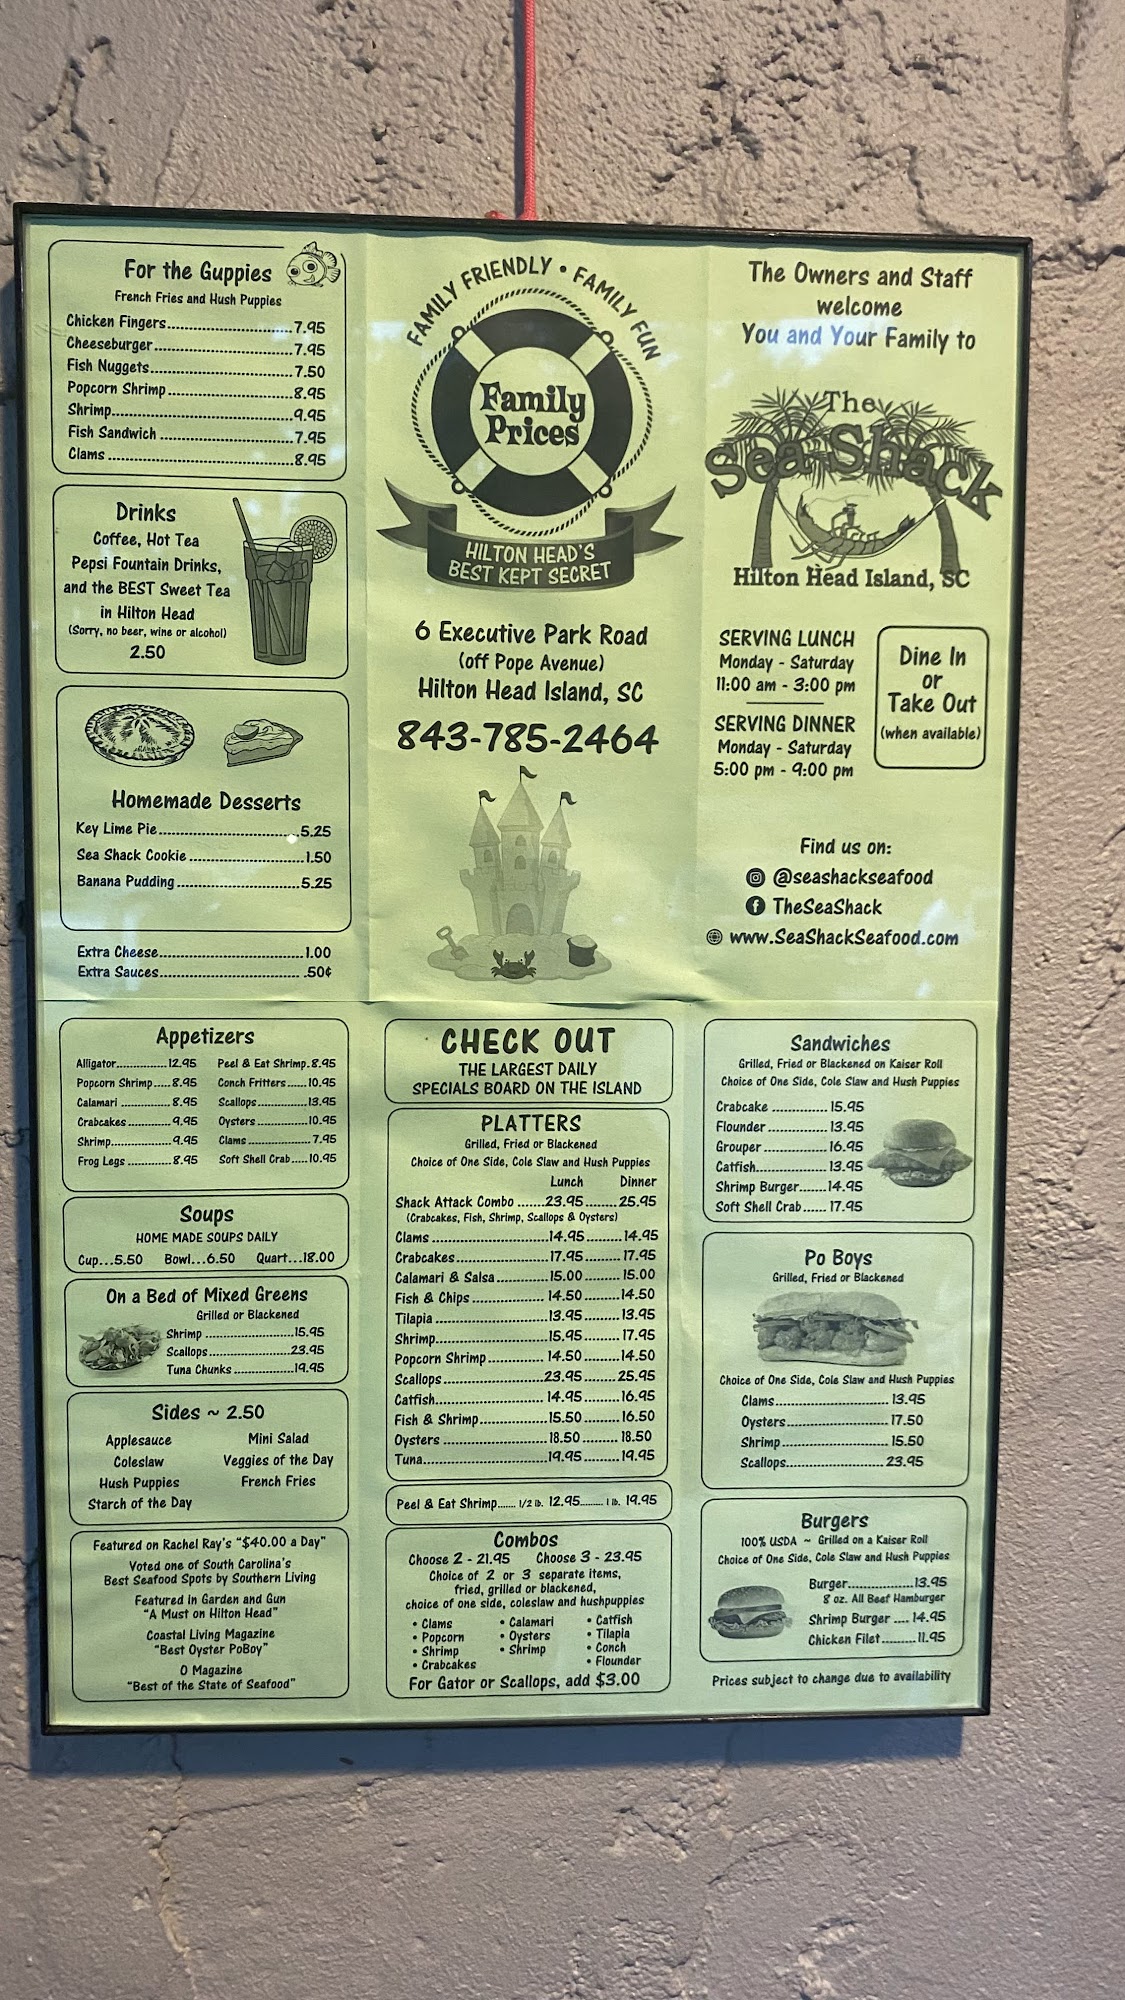 For the Guppies
French Fries and Hush Puppies
Chicken Fingers..............................7.95
Cheeseburger..............................7.95
Fish Nuggets..............................7.50
Popcorn Shrimp..............................8.95
Shrimp..............................9.95
Fish Sandwich..............................7.95
Clams..............................8.95
Drinks
Coffee, Hot Tea
Pepsi Fountain Drinks,
and the BEST Sweet Tea
in Hilton Head
(Sorry, no beer, wine or alcohol)
2.50
Homemade Desserts
Key Lime Pie..............................5.25
Sea Shack Cookie..............................1.50
Banana Pudding..............................5.25
Extra Cheese..............................1.00
Extra Sauces...............................50¢
FAMILY FRIENDLY • FAMILY FUN
Family
Prices
HILTON HEAD'S
BEST KEPT SECRET
6 Executive Park Road
(off Pope Avenue)
Hilton Head Island, SC
843-785-2464
The Owners and Staff
welcome
You and Your Family to
The
Sea Shack
Hilton Head Island, SC
SERVING LUNCH
Monday - Saturday
11:00 am - 3:00 pm
SERVING DINNER
Monday - Saturday
5:00 pm - 9:00 pm
Dine In
or
Take Out
(when available)
Find us on:
@seashackseafood
TheSeaShack
www.SeaShackSeafood.com
Appetizers
Alligator...............12.95 Peel & Eat Shrimp.8.95
Popcorn Shrimp.....8.95 Conch Fritters......10.95
Calamari..............8.95 Scallops..............13.95
Crabcakes............9.95 Oysters..............10.95
Shrimp................9.95 Clams.................7.95
Frog Legs............8.95 Soft Shell Crab.....10.95
Soups
HOME MADE SOUPS DAILY
Cup...5.50 Bowl...6.50 Quart...18.00
On a Bed of Mixed Greens
Grilled or Blackened
Shrimp........................15.95
Scallops........................23.95
Tuna Chunks................19.95
Sides ~ 2.50
Applesauce Mini Salad
Coleslaw Veggies of the Day
Hush Puppies French Fries
Starch of the Day
Featured on Rachel Ray's "$40.00 a Day"
Voted one of South Carolina's
Best Seafood Spots by Southern Living
Featured in Garden and Gun
"A Must on Hilton Head"
Coastal Living Magazine
"Best Oyster PoBoy"
O Magazine
"Best of the State of Seafood"
CHECK OUT
THE LARGEST DAILY
SPECIALS BOARD ON THE ISLAND
PLATTERS
Grilled, Fried or Blackened
Choice of One Side, Cole Slaw and Hush Puppies
Lunch Dinner
Shack Attack Combo.......23.95........25.95
(Crabcakes, Fish, Shrimp, Scallops & Oysters)
Clams..............................14.95.........14.95
Crabcakes.......................17.95.........17.95
Calamari & Salsa.............15.00.........15.00
Fish & Chips..................14.50.........14.50
Tilapia............................13.95.........13.95
Shrimp............................15.95.........17.95
Popcorn Shrimp..............14.50.........14.50
Scallops..........................23.95.........25.95
Catfish...........................14.95.........16.95
Fish & Shrimp.................15.50.........16.50
Oysters..........................18.50.........18.50
Tuna...............................19.95.........19.95
Peel & Eat Shrimp...... 1/2 lb. 12.95......... 1 lb. 19.95
Combos
Choose 2 - 21.95 Choose 3 - 23.95
Choice of 2 or 3 separate items,
fried, grilled or blackened,
choice of one side, coleslaw and hushpuppies
• Clams • Calamari • Catfish
• Popcorn • Oysters • Tilapia
• Shrimp • Shrimp • Conch
• Crabcakes • Flounder
For Gator or Scallops, add $3.00
Sandwiches
Grilled, Fried or Blackened on Kaiser Roll
Choice of One Side, Cole Slaw and Hush Puppies
Crabcake..............15.95
Flounder...............13.95
Grouper................16.95
Catfish..................13.95
Shrimp Burger.......14.95
Soft Shell Crab......17.95
Po Boys
Grilled, Fried or Blackened
Choice of One Side, Cole Slaw and Hush Puppies
Clams..............................13.95
Oysters..............................17.50
Shrimp..............................15.50
Scallops..............................23.95
Burgers
100% USDA ~ Grilled on a Kaiser Roll
Choice of One Side, Cole Slaw and Hush Puppies
Burger................13.95
8 oz. All Beef Hamburger
Shrimp Burger....14.95
Chicken Filet.........11.95
Prices subject to change due to availability